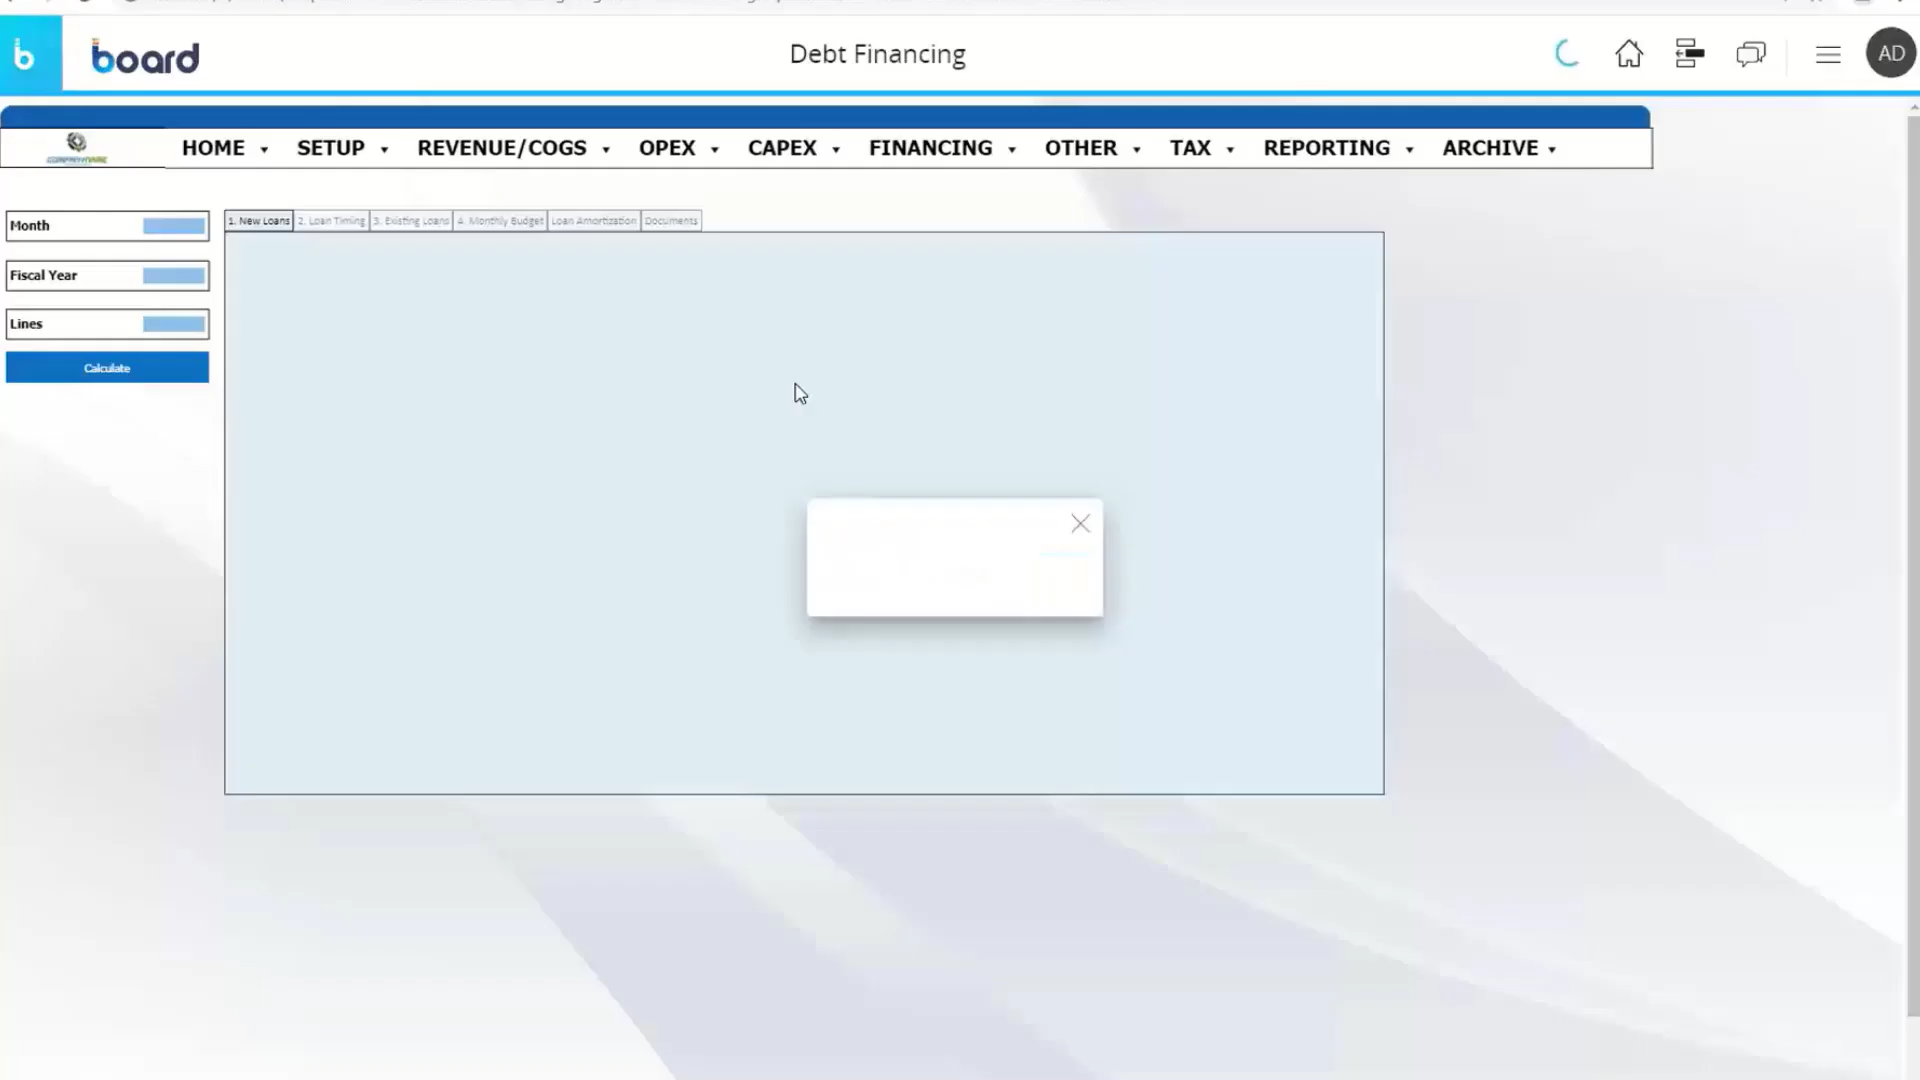 b board
Debt Financing
AD
HOME SETUP REVENUE/COGS OPEX CAPEX FINANCING OTHER TAX REPORTING ARCHIVE
Month
Fiscal Year
Lines
Calculate
1. New Loans 2. Loan Timing 3. Existing Loans 4. Monthly Budget Loan Amortization Documents